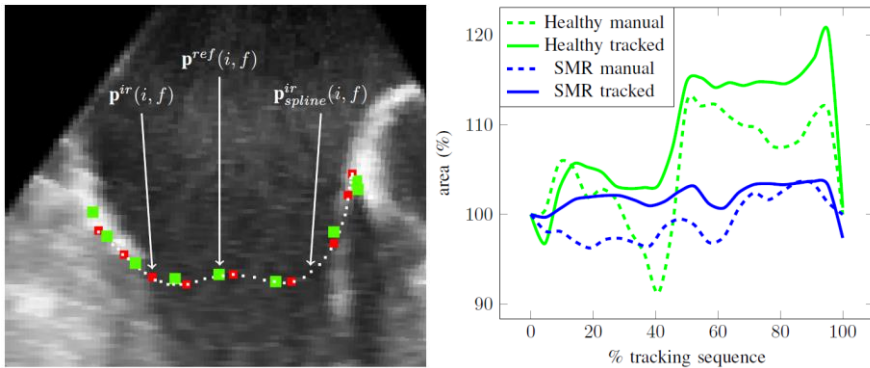 p^{ref}(i, f)
p^{ir}(i, f)
p^{ir}_{spline}(i, f)
Healthy manual
Healthy tracked
SMR manual
SMR tracked
area (%)
120
110
100
90
0
20
40
60
80
100
% tracking sequence